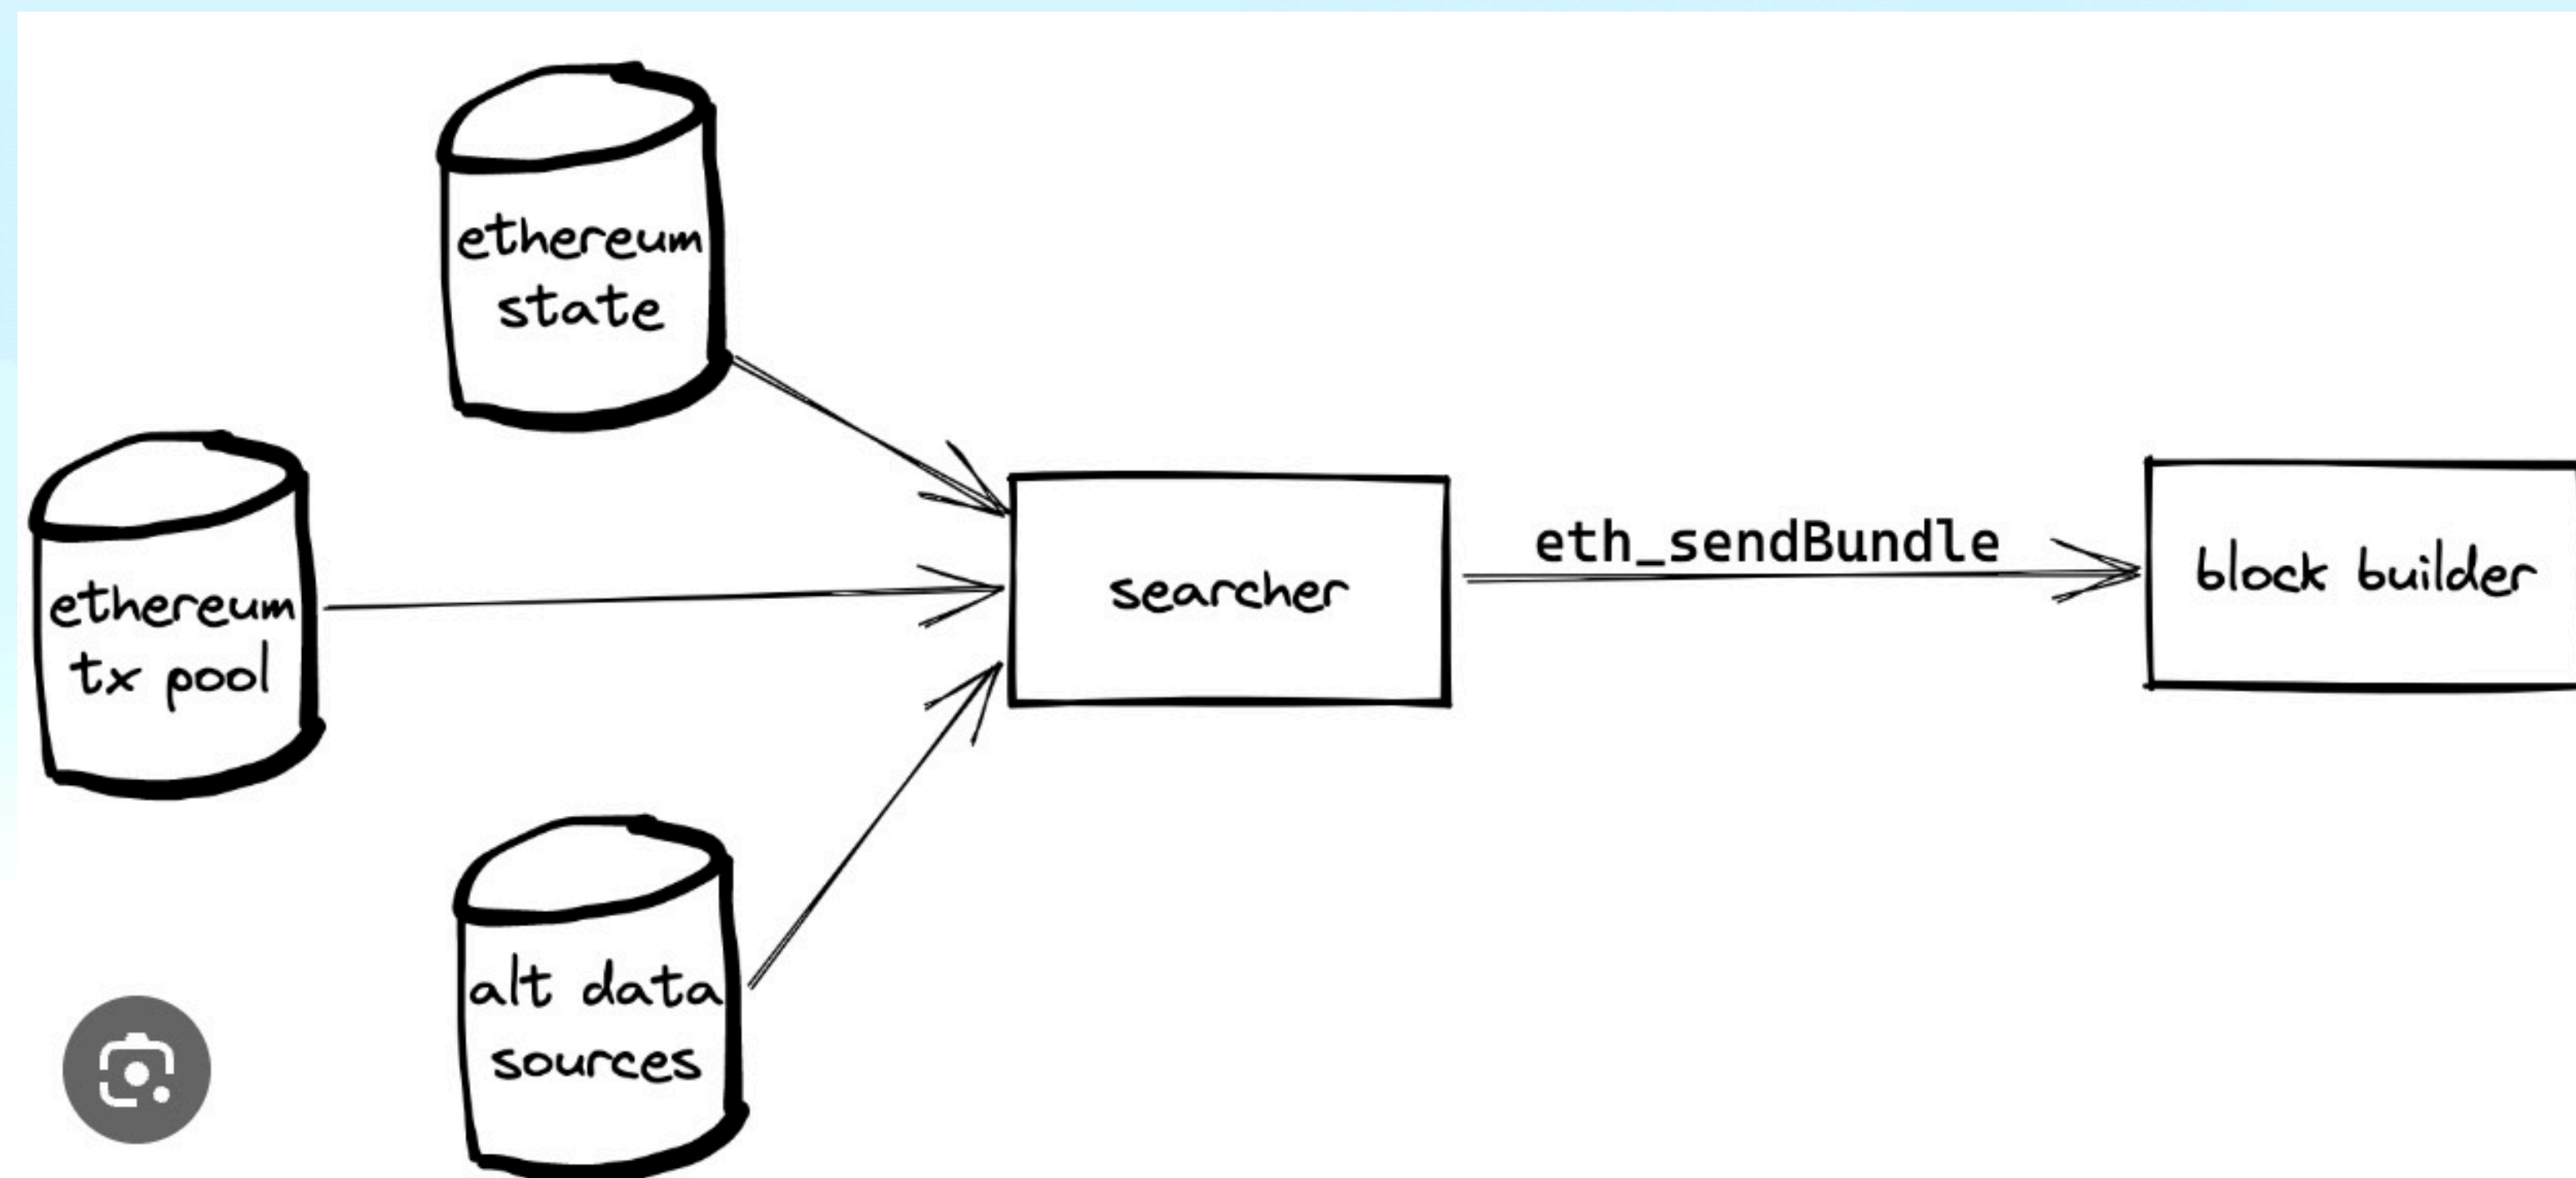 ethereum
state
ethereum
tx pool
searcher
eth_sendBundle
block builder
alt data
sources